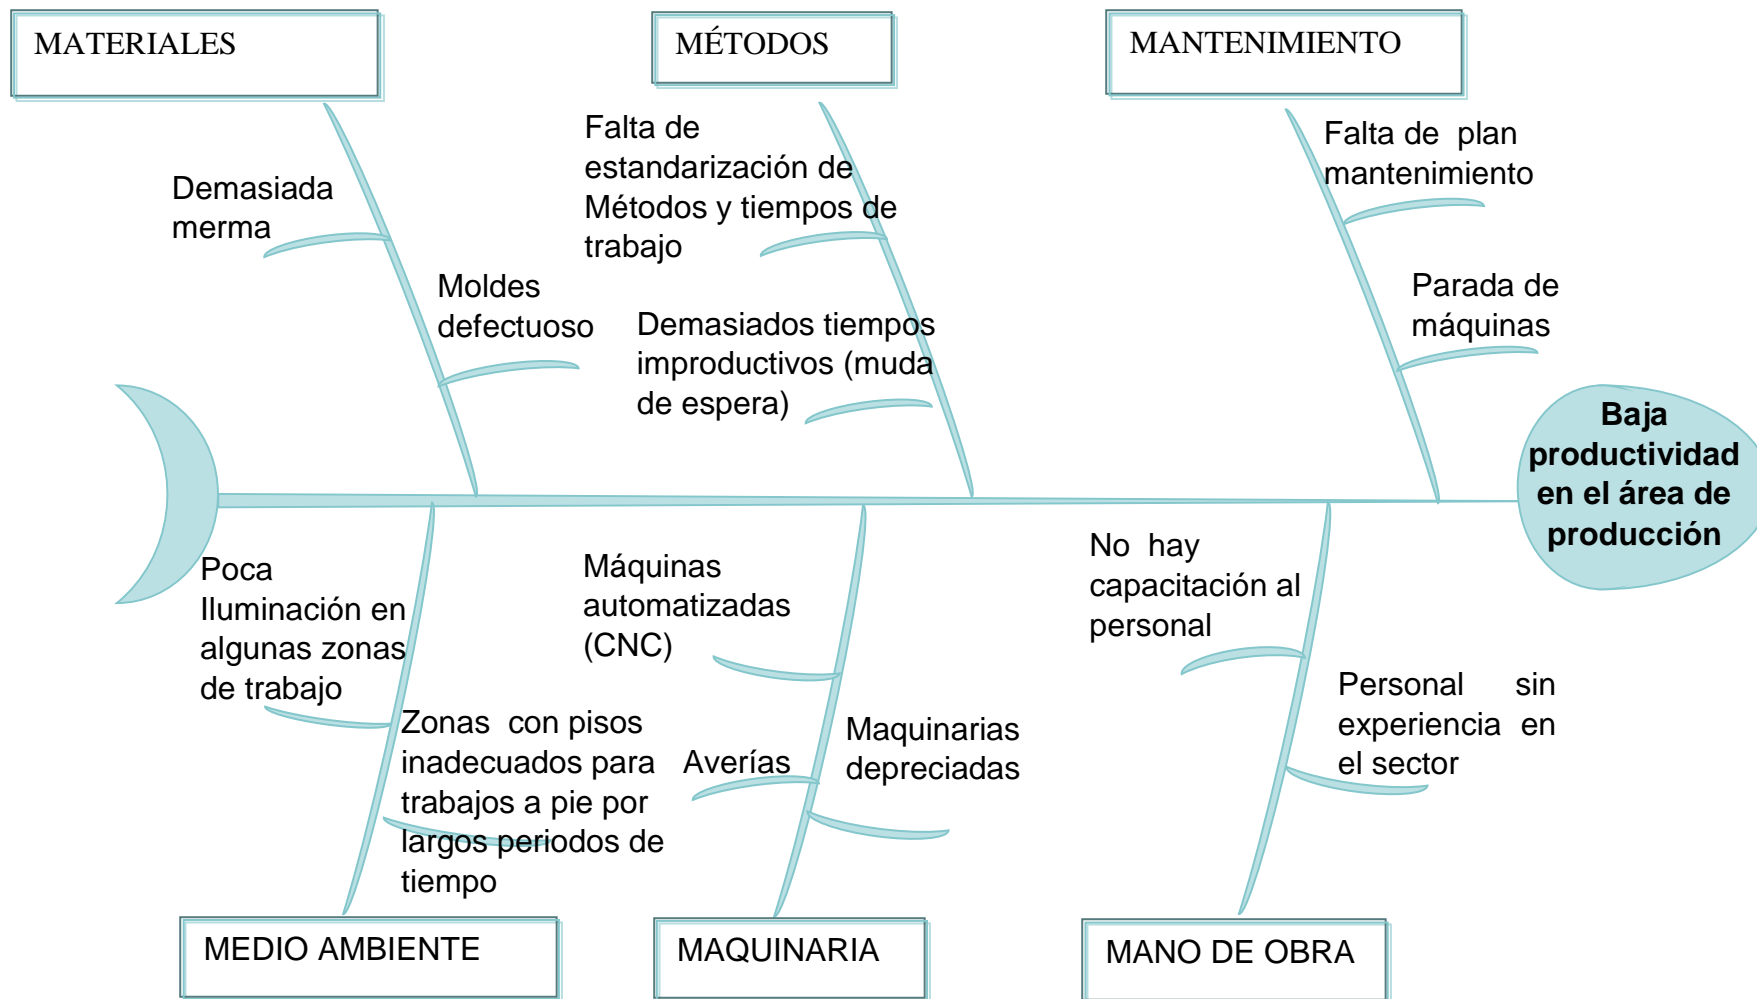 MATERIALES
MÉTODOS
MANTENIMIENTO
Demasiada
merma
Moldes
defectuoso
Falta de
estandarización de
Métodos y tiempos de
trabajo
Demasiados tiempos
improductivos (muda
de espera)
Falta de plan
mantenimiento
Parada de
máquinas
Baja
productividad
en el área de
producción
Poca
Iluminación en
algunas zonas
de trabajo
Zonas con pisos
inadecuados para
trabajos a pie por
largos periodos de
tiempo
Máquinas
automatizadas
(CNC)
Averías
Maquinarias
depreciadas
No hay
capacitación al
personal
Personal sin
experiencia en
el sector
MEDIO AMBIENTE
MAQUINARIA
MANO DE OBRA